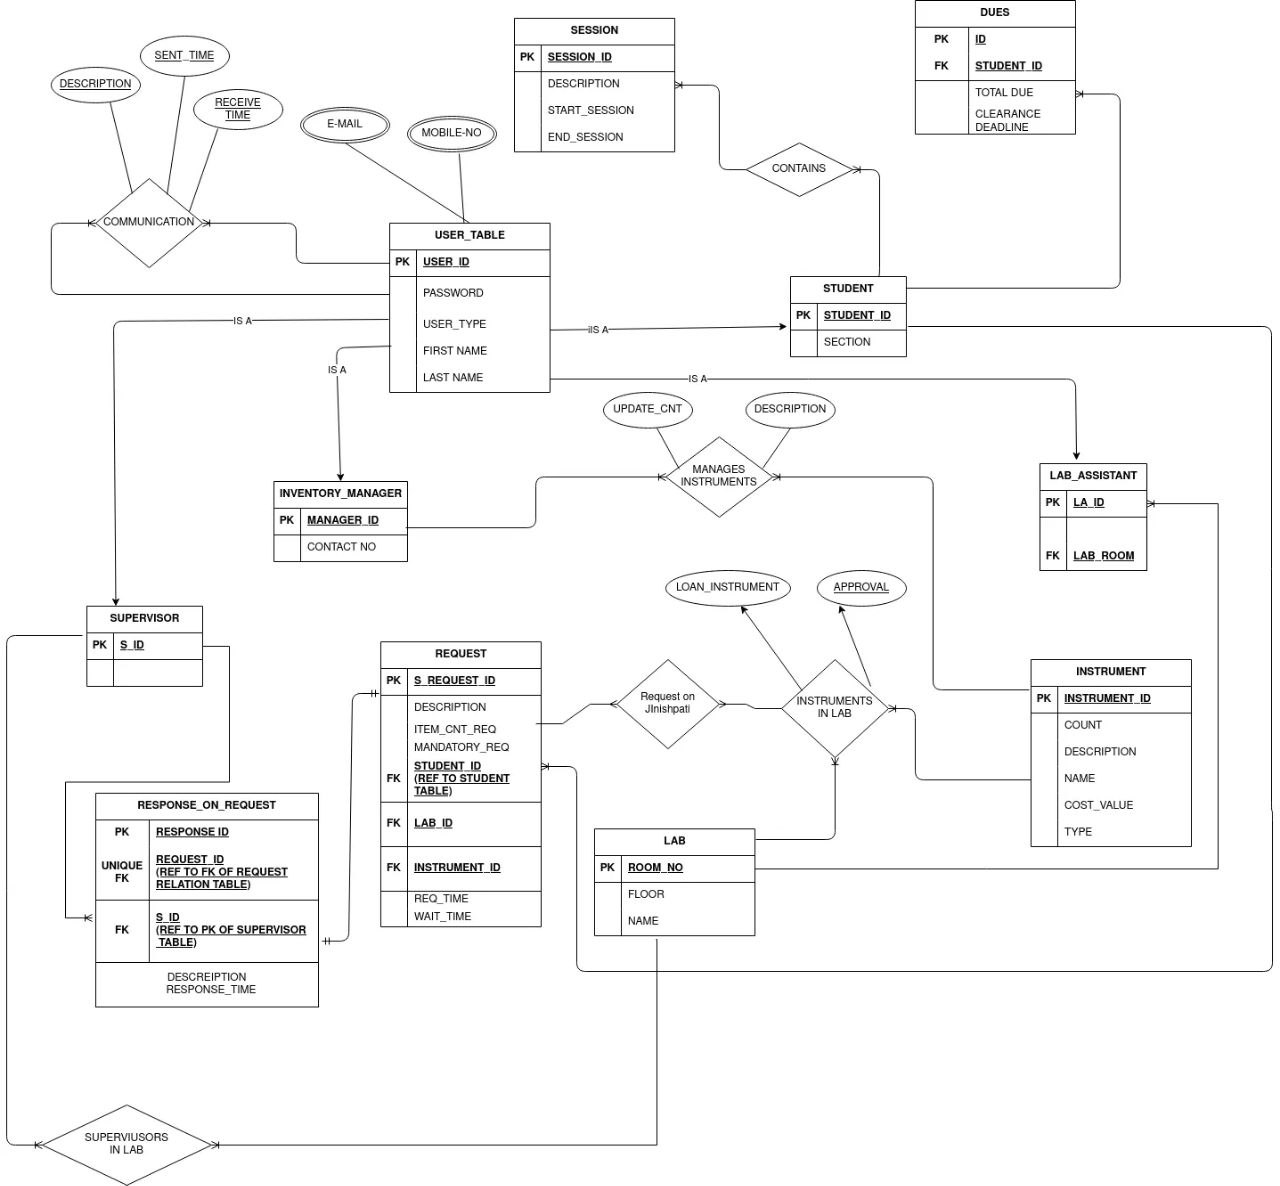 DUES
PK ID
FK STUDENT_ID
TOTAL DUE
CLEARANCE
DEADLINE
SESSION
PK SESSION_ID
DESCRIPTION
START_SESSION
END_SESSION
SENT_TIME
DESCRIPTION
RECEIVE
TIME
E-MAIL
MOBILE-NO
CONTAINS
COMMUNICATION
USER_TABLE
PK USER_ID
PASSWORD
USER_TYPE
FIRST NAME
LAST NAME
STUDENT
PK STUDENT_ID
SECTION
IS A
IIS A
IS A
IS A
UPDATE_CNT
DESCRIPTION
MANAGES
INSTRUMENTS
LAB_ASSISTANT
PK LA_ID
FK LAB_ROOM
INVENTORY_MANAGER
PK MANAGER_ID
CONTACT NO
LOAN_INSTRUMENT
APPROVAL
SUPERVISOR
PK S_ID
REQUEST
PK S_REQUEST_ID
DESCRIPTION
ITEM_CNT_REQ
MANDATORY_REQ
FK STUDENT_ID
(REF TO STUDENT
TABLE)
FK LAB_ID
FK INSTRUMENT_ID
REQ_TIME
WAIT_TIME
Request on
JInishpati
INSTRUMENTS
IN LAB
INSTRUMENT
PK INSTRUMENT_ID
COUNT
DESCRIPTION
NAME
COST_VALUE
TYPE
RESPONSE_ON_REQUEST
PK RESPONSE ID
UNIQUE
FK
REQUEST_ID
(REF TO FK OF REQUEST
RELATION TABLE)
FK S_ID
(REF TO PK OF SUPERVISOR
_TABLE)
DESCREIPTION
RESPONSE_TIME
LAB
PK ROOM_NO
FLOOR
NAME
SUPERVIUSORS
IN LAB